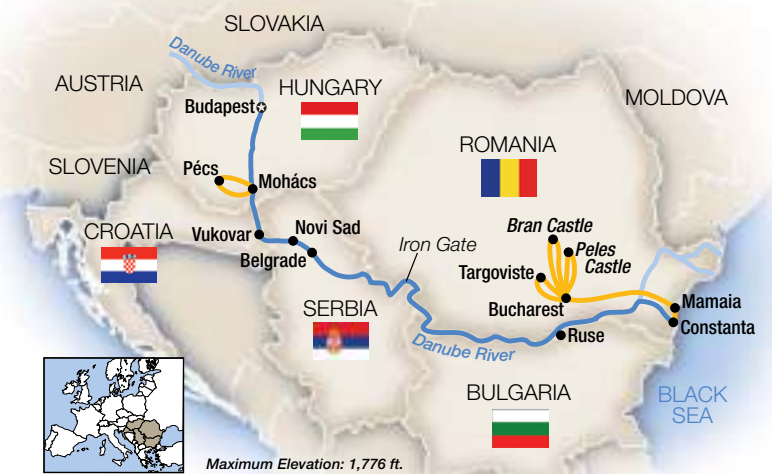 SLOVAKIA
Danube River
AUSTRIA
HUNGARY
MOLDOVA
Budapest
ROMANIA
SLOVENIA
Pécs
Mohács
CROATIA
Vukovar
Novi Sad
Belgrade
Iron Gate
Bran Castle
Peles
Castle
Targoviste
Bucharest
Mamaia
Constanta
SERBIA
Danube River
Ruse
BULGARIA
BLACK
SEA
Maximum Elevation: 1,776 ft.